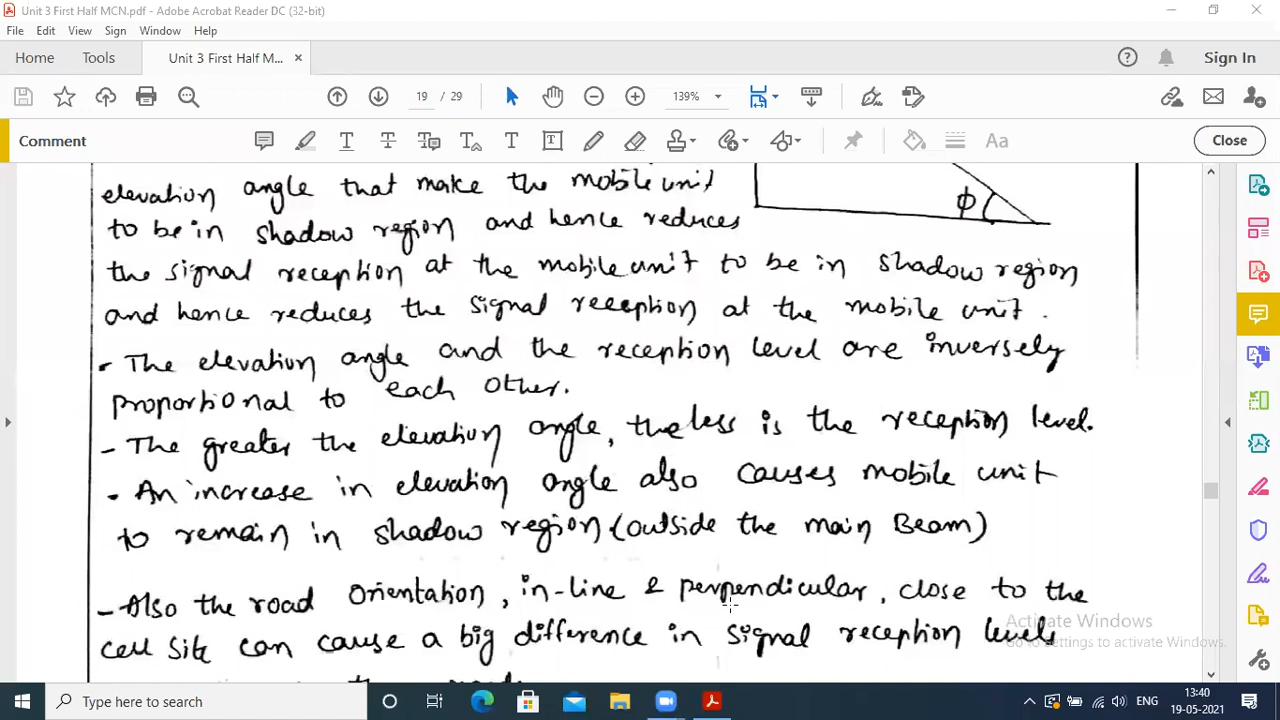 Unit 3 First Half MCN.pdf - Adobe Acrobat Reader DC (32-bit)
File Edit View Sign Window Help
Home Tools Unit 3 First Half M... × Sign In
19 / 29 139%
Comment Close
elevation angle that make the mobile unit
to be in shadow region and hence reduces
ϕ
the signal reception at the mobile unit to be in shadow region
and hence reduces the signal reception at the mobile unit.
- The elevation angle and the reception level are inversely
proportional to each other.
- The greater the elevation angle, the less is the reception level.
- An increase in elevation angle also causes mobile unit
to remain in shadow region (outside the main Beam)
- Also the road Orientation, in-line & perpendicular, close to the
cell Site can cause a big difference in signal reception levels
Activate Windows
Go to Settings to activate Windows.
Type here to search
ENG
13:40
19-05-2021